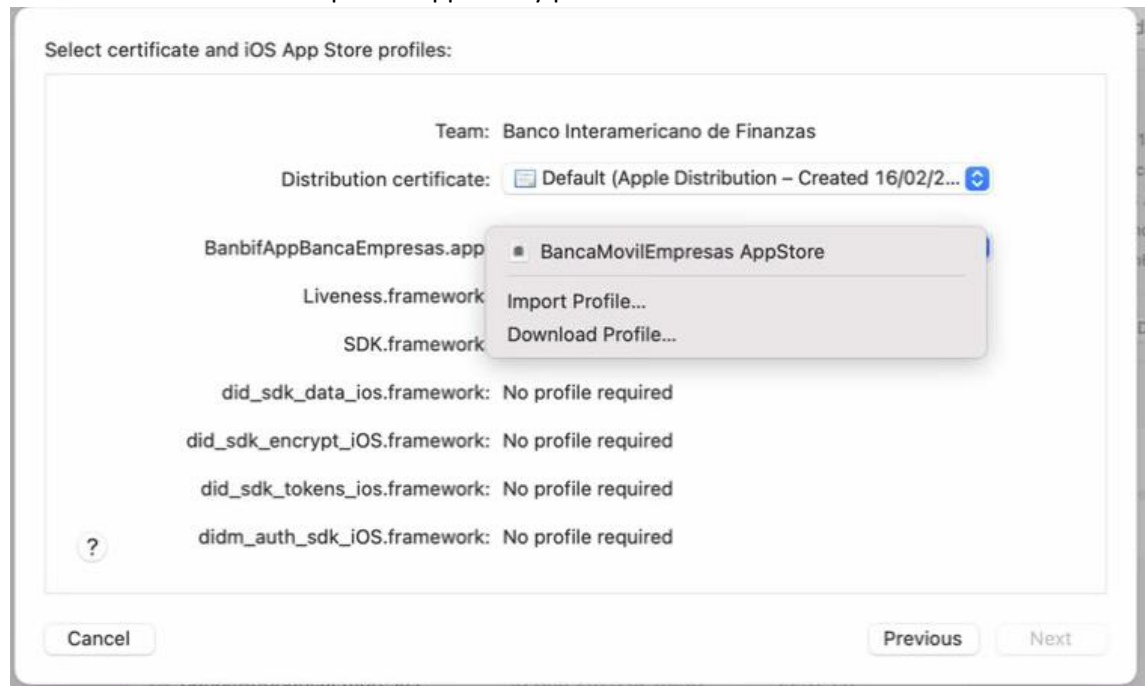 Select certificate and iOS App Store profiles:
Team: Banco Interamericano de Finanzas
Distribution certificate: Default (Apple Distribution – Created 16/02/2...
BanbifAppBancaEmpresas.app BancaMovilEmpresas AppStore
Liveness.framework Import Profile...
SDK.framework Download Profile...
did_sdk_data_ios.framework: No profile required
did_sdk_encrypt_iOS.framework: No profile required
did_sdk_tokens_ios.framework: No profile required
didm_auth_sdk_iOS.framework: No profile required
?
Cancel Previous Next